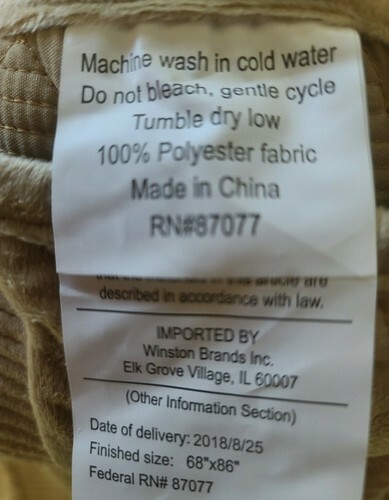 Machine wash in cold water
Do not bleach, gentle cycle
Tumble dry low
100% Polyester fabric
Made in China
RN#87077
described in accordance with law.
IMPORTED BY
Winston Brands Inc.
Elk Grove Village, IL 60007
(Other Information Section)
Date of delivery: 2018/8/25
Finished size: 68"x86"
Federal RN# 87077